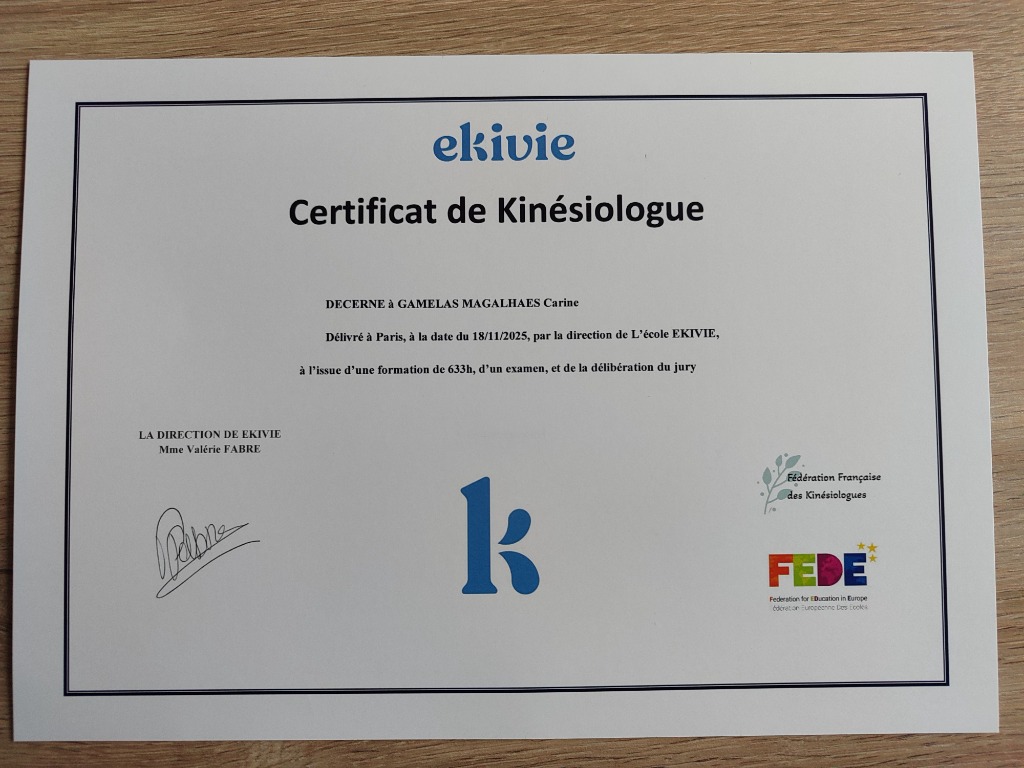 ekivie
Certificat de Kinésiologue
DECERNE à GAMELAS MAGALHAES Carine
Délivré à Paris, à la date du 18/11/2025, par la direction de L'école EKIVIE,
à l'issue d'une formation de 633h, d'un examen, et de la délibération du jury
LA DIRECTION DE EKIVIE
Mme Valérie FABRE
k
Fédération Française
des Kinésiologues
FEDE
Federation for EDucation in Europe
Fédération Européenne Des Ecoles